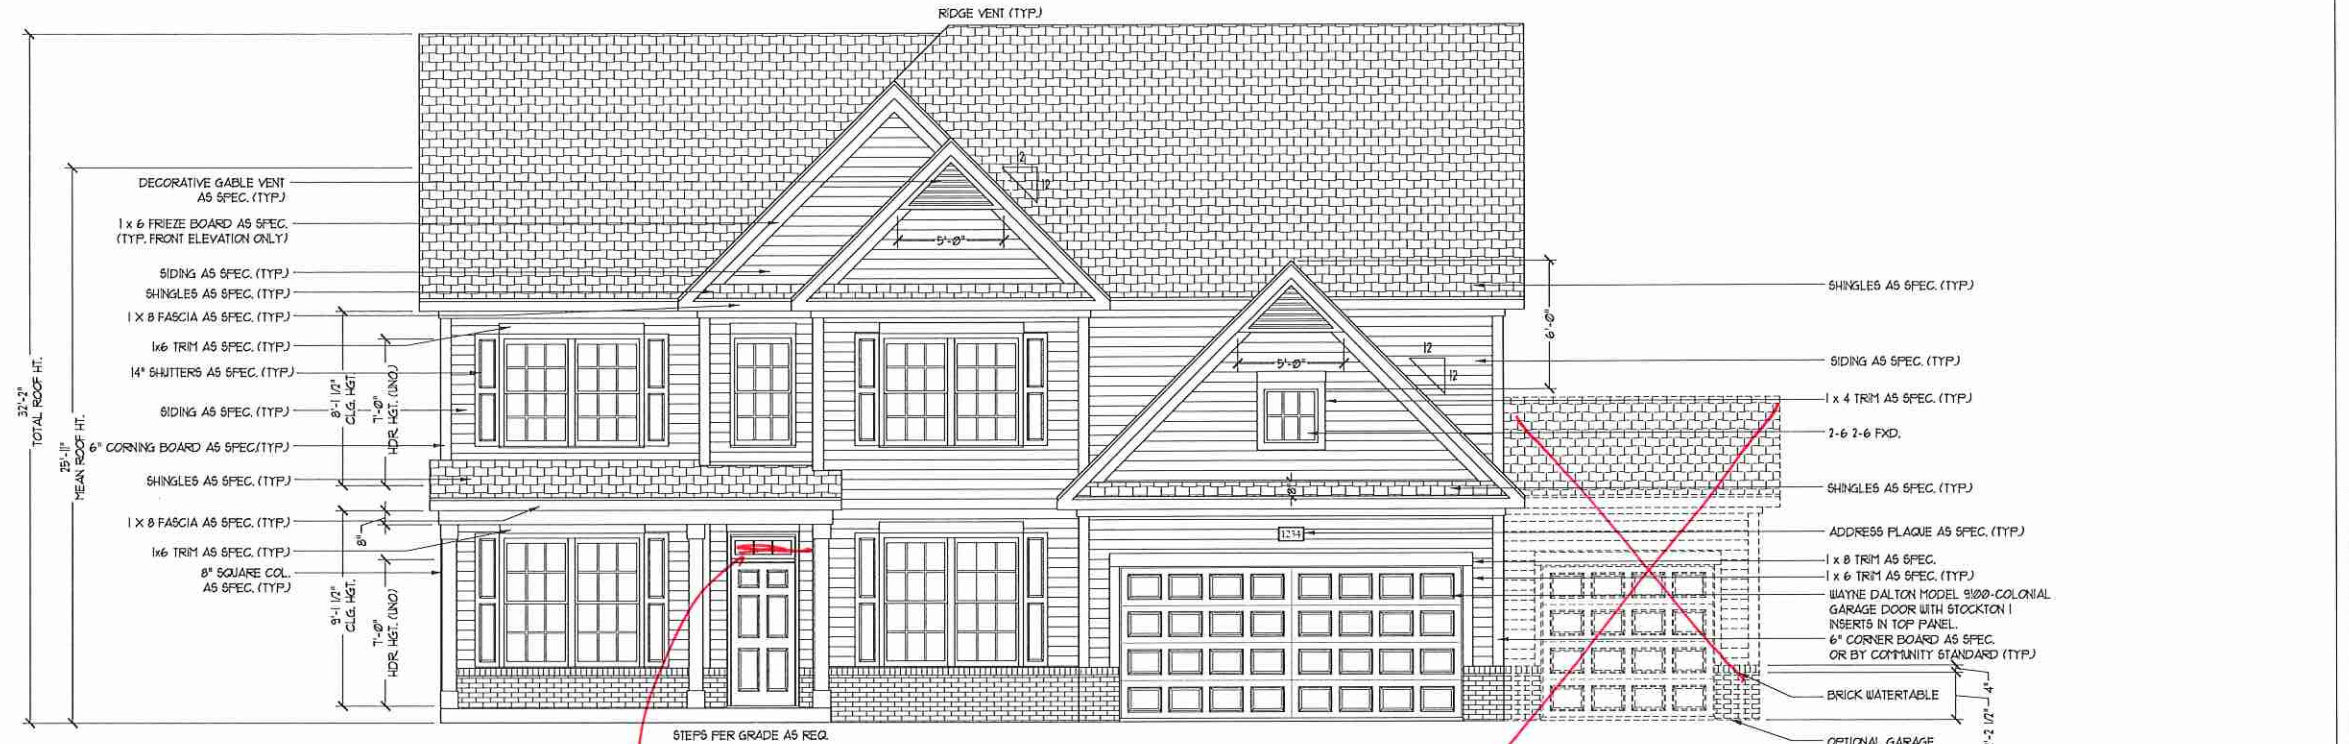 RIDGE VENT (TYP.)
32'-2"
TOTAL ROOF HT.
25'-11"
MEAN ROOF HT.
DECORATIVE GABLE VENT
AS SPEC. (TYP.)
1 x 6 FRIEZE BOARD AS SPEC.
(TYP. FRONT ELEVATION ONLY)
SIDING AS SPEC. (TYP.)
SHINGLES AS SPEC. (TYP.)
1 X 8 FASCIA AS SPEC. (TYP.)
1x6 TRIM AS SPEC. (TYP.)
14" SHUTTERS AS SPEC. (TYP.)
SIDING AS SPEC. (TYP.)
6" CORNING BOARD AS SPEC.(TYP.)
SHINGLES AS SPEC. (TYP.)
1 X 8 FASCIA AS SPEC. (TYP.)
1x6 TRIM AS SPEC. (TYP.)
8" SQUARE COL.
AS SPEC. (TYP.)
8'-1 1/2"
CLG. HGT.
7'-0"
HDR. HGT. (UNO)
8"
9'-1 1/2"
CLG. HGT.
7'-0"
HDR. HGT. (UNO)
2
12
5'-0"
5'-0"
12
12
6'-0"
8"
1234
STEPS PER GRADE AS REQ.
SHINGLES AS SPEC. (TYP.)
SIDING AS SPEC. (TYP.)
1 x 4 TRIM AS SPEC. (TYP.)
2-6 2-6 FXD.
SHINGLES AS SPEC. (TYP.)
ADDRESS PLAQUE AS SPEC. (TYP.)
1 x 8 TRIM AS SPEC.
1 x 6 TRIM AS SPEC. (TYP.)
WAYNE DALTON MODEL 9100-COLONIAL
GARAGE DOOR WITH STOCKTON 1
INSERTS IN TOP PANEL.
6" CORNER BOARD AS SPEC.
OR BY COMMUNITY STANDARD (TYP.)
BRICK WATERTABLE
4"
'-2 1/2"
OPTIONAL GARAGE